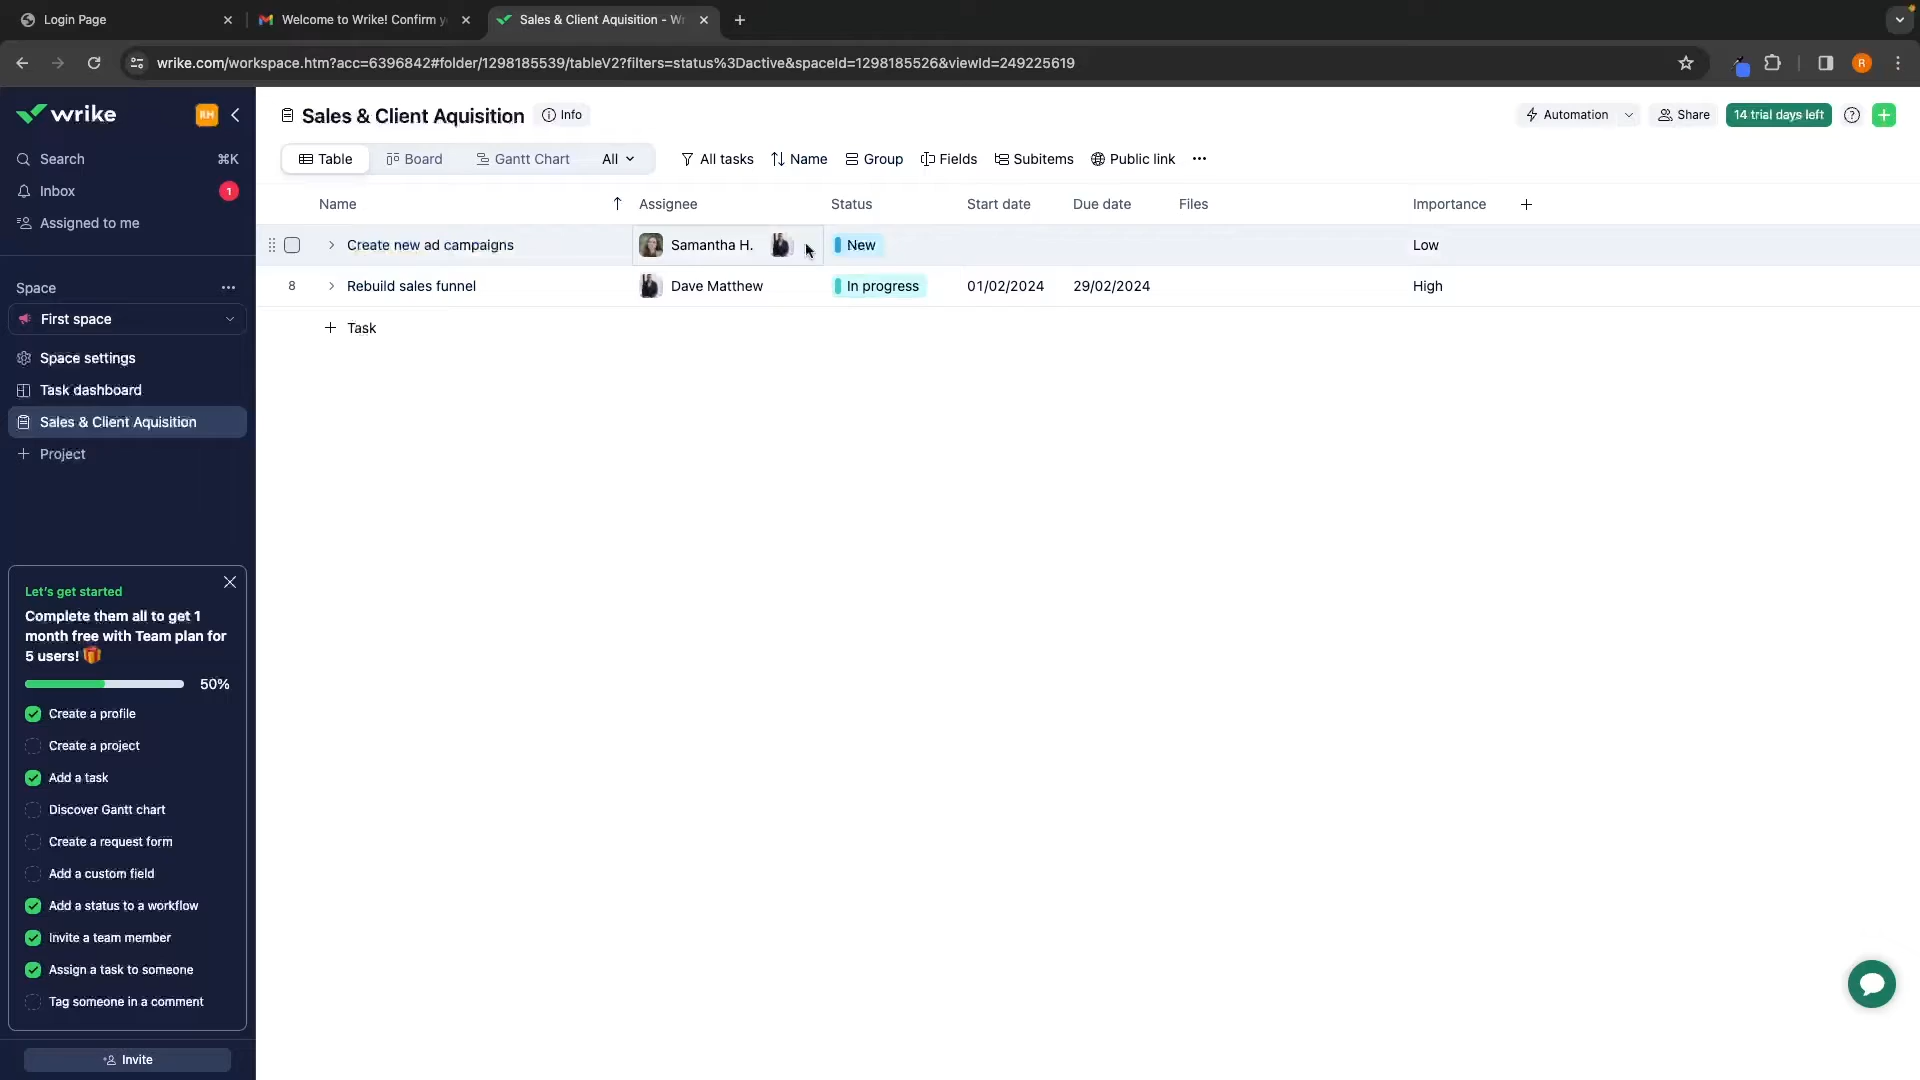 Login Page
Welcome to Wrike! Confirm y
Sales & Client Aquisition - Wr
wrike.com/workspace.htm?acc=6396842#folder/1298185539/tableV2?filters=status%3Dactive&spaceId=1298185526&viewId=249225619
R
wrike
RM
Search
⌘K
Inbox
1
Assigned to me
Space
First space
Space settings
Task dashboard
Sales & Client Aquisition
Project
Let's get started
Complete them all to get 1
month free with Team plan for
5 users!
50%
Create a profile
Create a project
Add a task
Discover Gantt chart
Create a request form
Add a custom field
Add a status to a workflow
Invite a team member
Assign a task to someone
Tag someone in a comment
Invite
Sales & Client Aquisition
Info
Automation
Share
14 trial days left
Table
Board
Gantt Chart
All
All tasks
Name
Group
Fields
Subitems
Public link
Name
Assignee
Status
Start date
Due date
Files
Importance
Create new ad campaigns
Samantha H.
New
Low
8
Rebuild sales funnel
Dave Matthew
In progress
01/02/2024
29/02/2024
High
Task